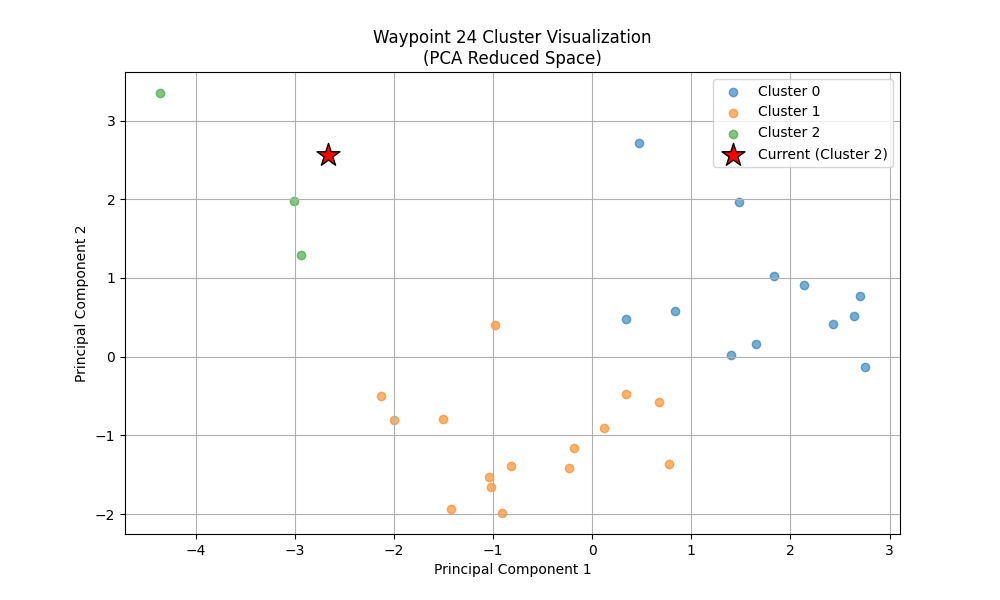 Waypoint 24 Cluster Visualization
(PCA Reduced Space)
Cluster 0
Cluster 1
Cluster 2
Current (Cluster 2)
Principal Component 2
3
2
1
0
−1
−2
−4
−3
−2
−1
0
1
2
3
Principal Component 1